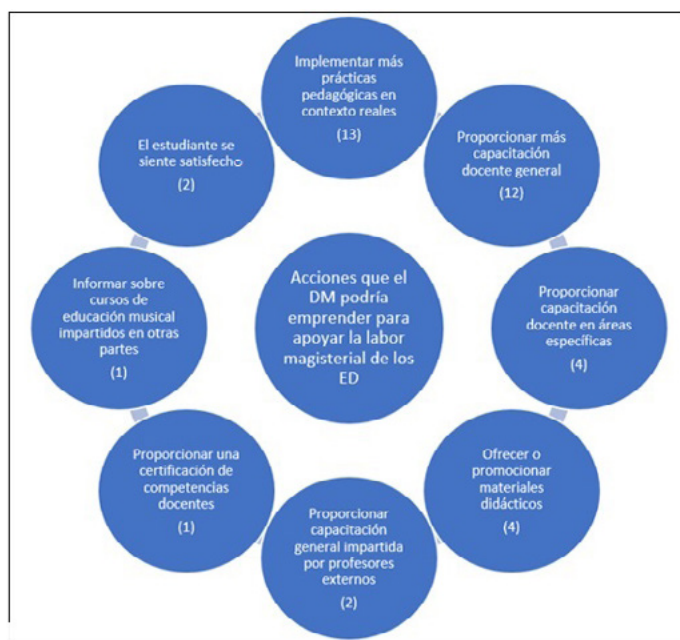 Implementar más
prácticas
pedagógicas en
contexto reales
(13)
Proporcionar más
capacitación
docente general
(12)
Proporcionar
capacitación
docente en áreas
específicas
(4)
Ofrecer o
promocionar
materiales
didácticos
(4)
Proporcionar
capacitación
general impartida
por profesores
externos
(2)
Proporcionar una
certificación de
competencias
docentes
(1)
Informar sobre
cursos de
educación musical
impartidos en otras
partes
(1)
El estudiante se
siente satisfecho
(2)
Acciones que el
DM podría
emprender para
apoyar la labor
magisterial de los
ED